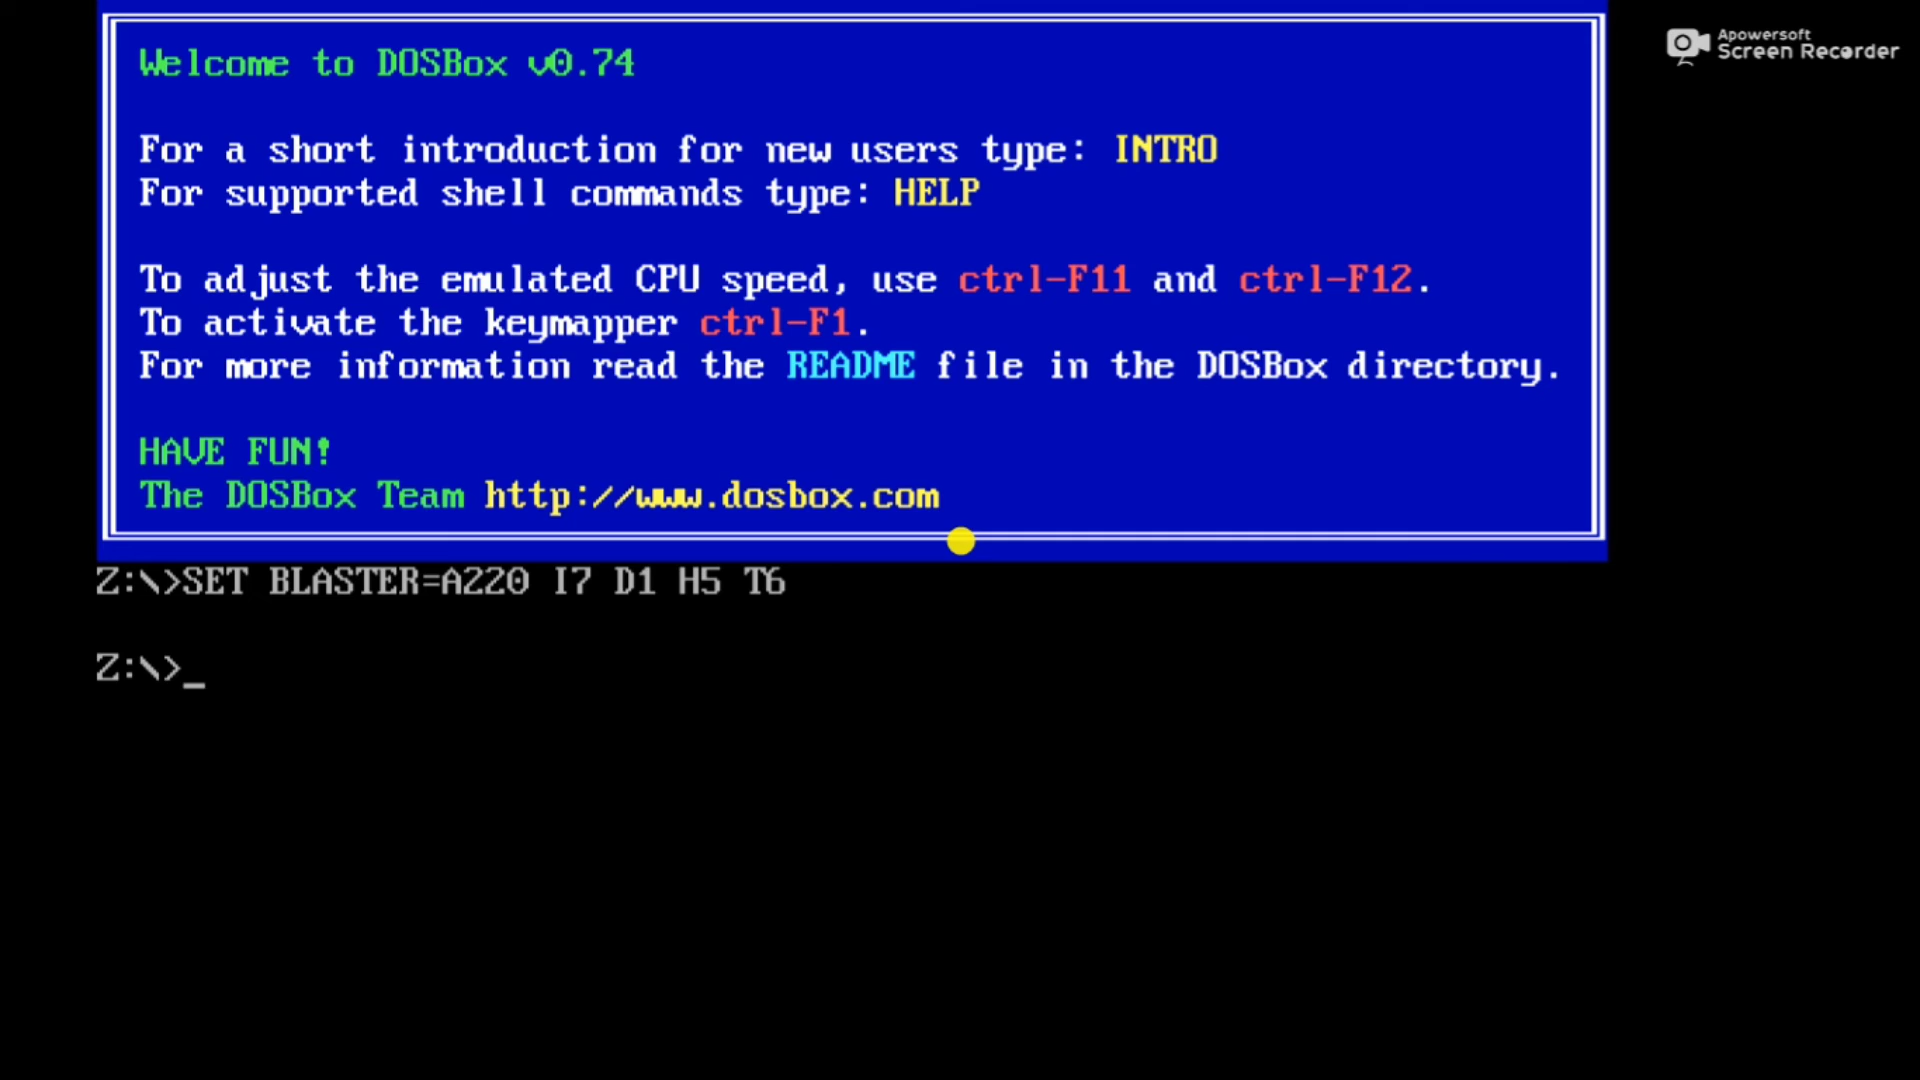 Welcome to DOSBox v0.74
For a short introduction for new users type: INTRO
For supported shell commands type: HELP
To adjust the emulated CPU speed, use ctrl-F11 and ctrl-F12.
To activate the keymapper ctrl-F1.
For more information read the README file in the DOSBox directory.
HAVE FUN!
The DOSBox Team http://www.dosbox.com
Z:\>SET BLASTER=A220 I7 D1 H5 T6
Z:\>_
Apowersoft
Screen Recorder